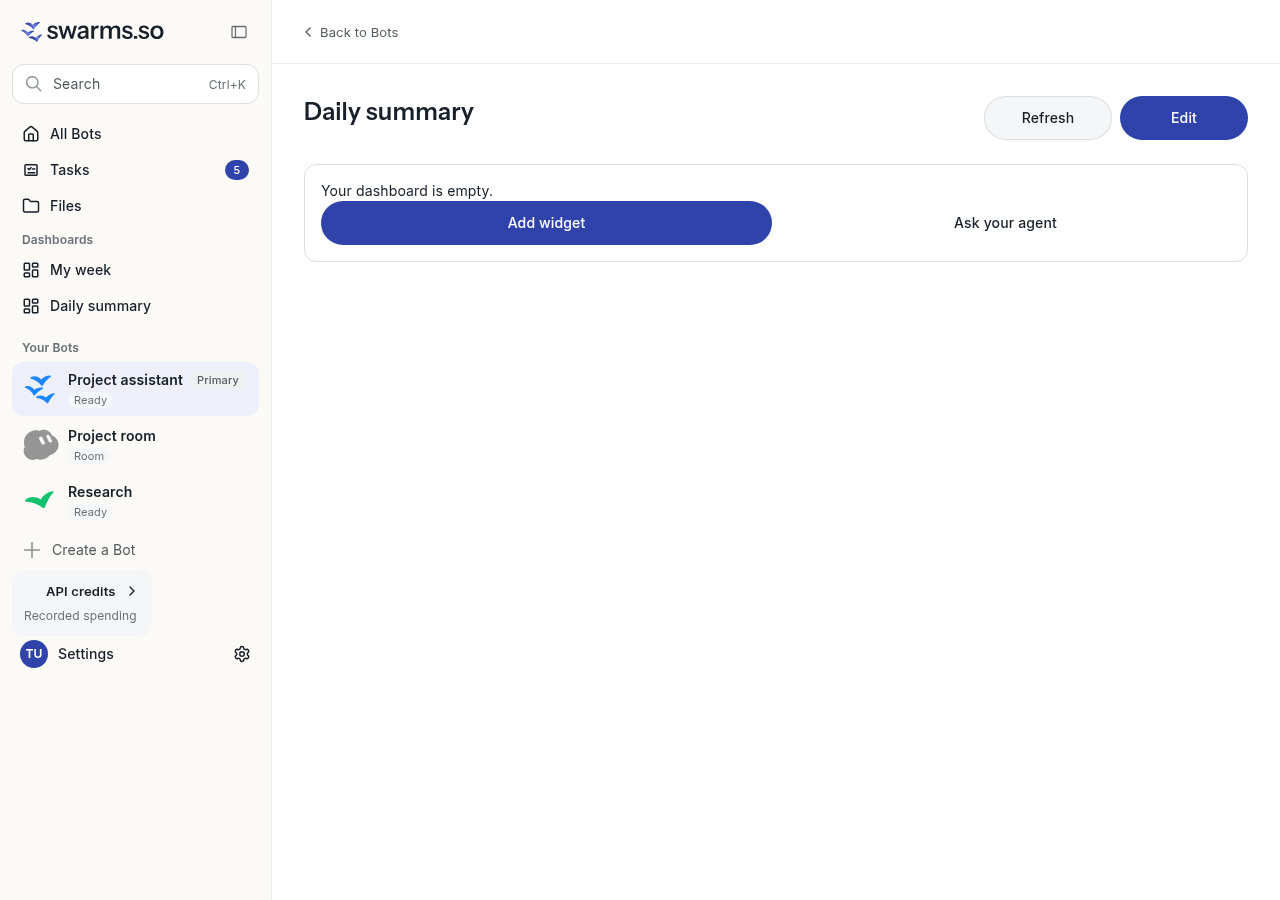 swarms.so
Search Ctrl+K
All Bots
Tasks 5
Files
Dashboards
My week
Daily summary
Your Bots
Project assistant Primary
Ready
Project room
Room
Research
Ready
Create a Bot
API credits
Recorded spending
TU Settings
Back to Bots
Daily summary
Refresh Edit
Your dashboard is empty.
Add widget Ask your agent